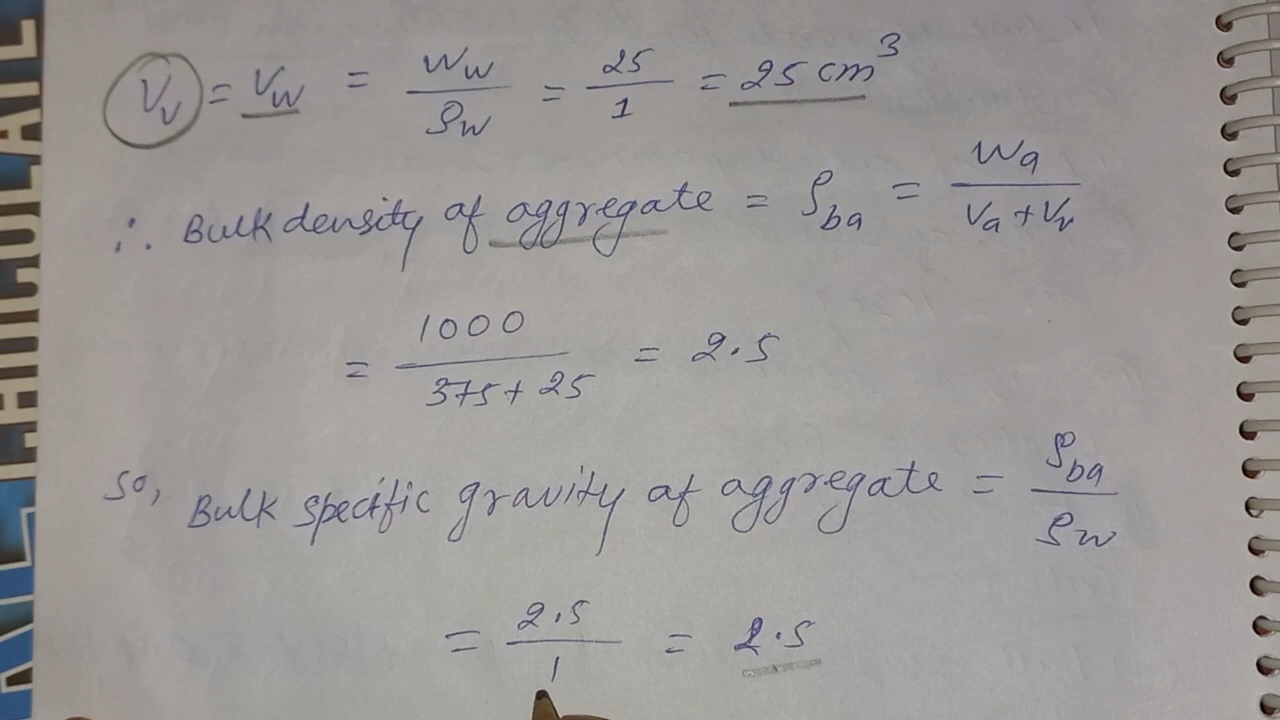 Vv = Vw = Ww / ρw = 25 / 1 = 25 cm³
∴ Bulk density of aggregate = ρba = Wa / Va + Vv
= 1000 / 375 + 25 = 2.5
So, Bulk specific gravity of aggregate = ρba / ρw
= 2.5 / 1 = 2.5